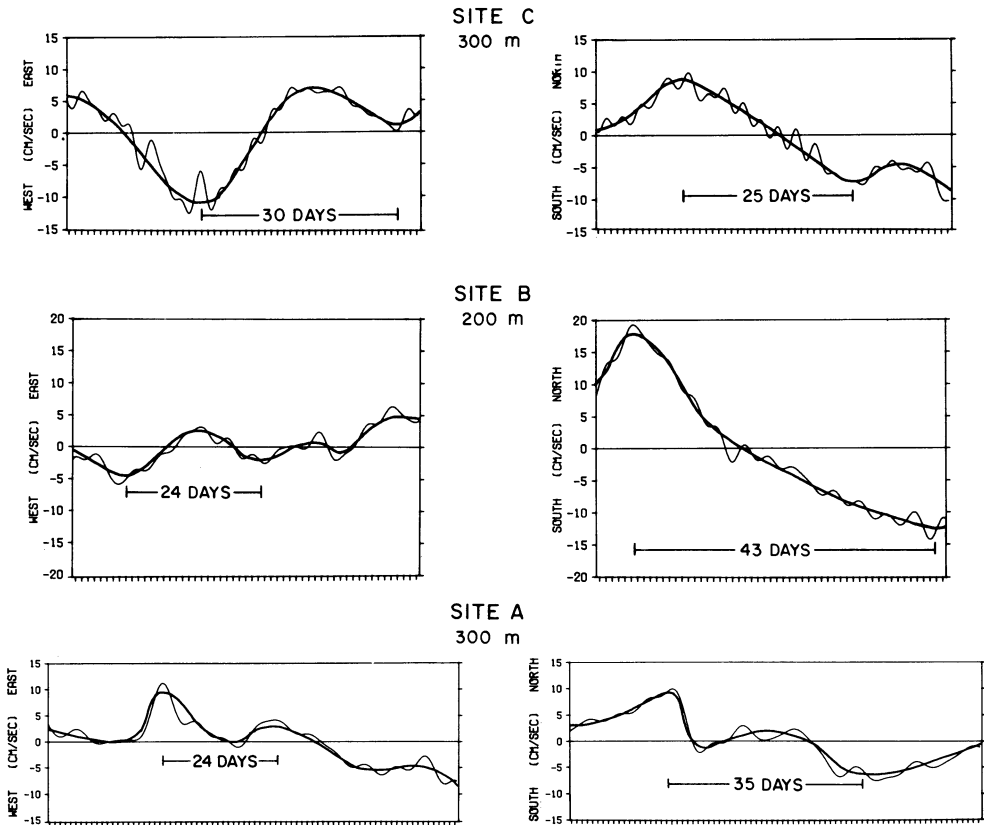 SITE C
300 m
15
10
5
0
-5
-10
-15
WEST (CM/SEC) EAST
30 DAYS
15
10
5
0
-5
-10
-15
SOUTH (CM/SEC) NORTH
25 DAYS
SITE B
200 m
20
15
10
5
0
-5
-10
-15
-20
WEST (CM/SEC) EAST
24 DAYS
20
15
10
5
0
-5
-10
-15
-20
SOUTH (CM/SEC) NORTH
43 DAYS
SITE A
300 m
15
10
5
0
-5
-10
-15
WEST (CM/SEC) EAST
24 DAYS
15
10
5
0
-5
-10
-15
SOUTH (CM/SEC) NORTH
35 DAYS